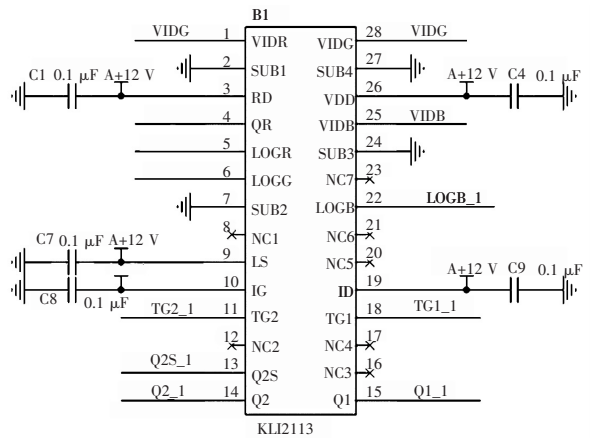 B1
VIDG 1 VIDR VIDG 28 VIDG
2 SUB1 SUB4 27
C1 0.1 μF A+12 V 3 RD VDD 26 A+12 V C4 0.1 μF
4 QR VIDB 25 VIDB
5 LOGR SUB3 24
6 LOGG NC7 23
7 SUB2 LOGB 22 LOGB_1
8 NC1 NC6 21
C7 0.1 μF A+12 V 9 LS NC5 20
C8 0.1 μF 10 IG ID 19 A+12 V C9 0.1 μF
TG2_1 11 TG2 TG1 18 TG1_1
12 NC2 NC4 17
Q2S_1 13 Q2S NC3 16
Q2_1 14 Q2 Q1 15 Q1_1
KLI2113